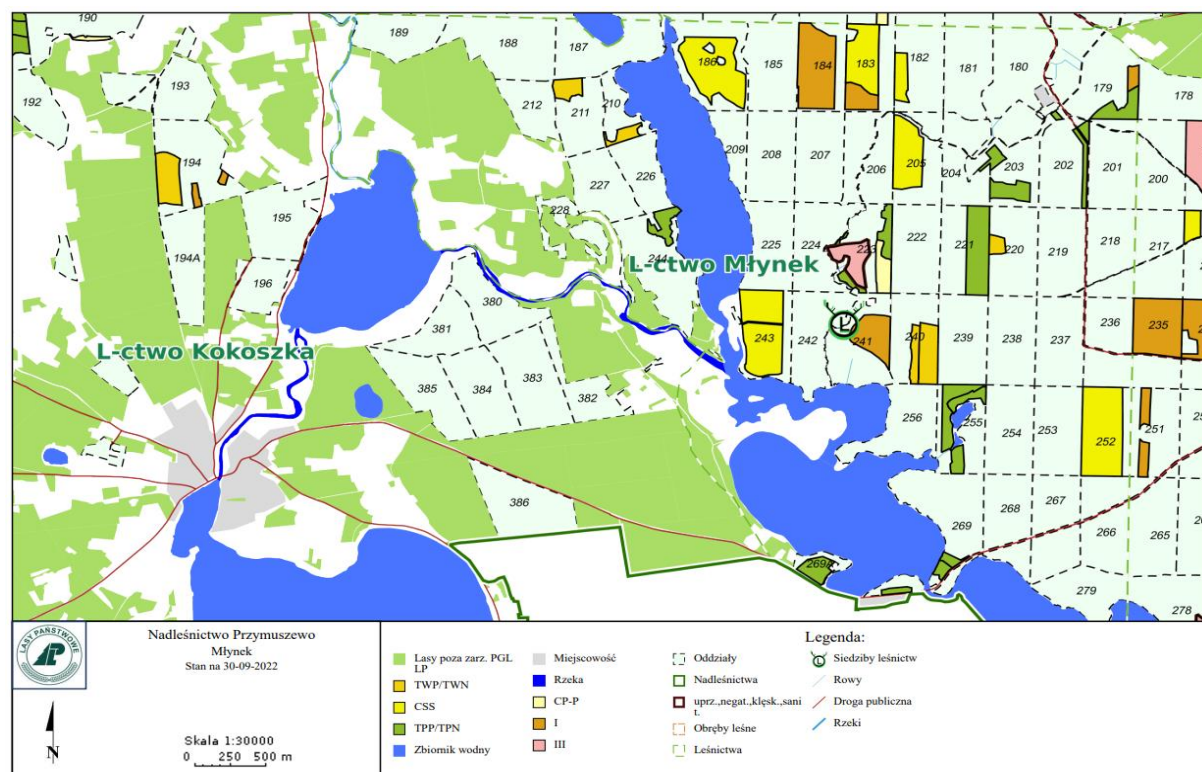 190
189
188
187
186
185
184
183
182
181
180
179
178
192
193
212
211
210
194
209
208
207
206
205
204
203
202
201
200
227
226
195
228
194A
244
225
224
223
222
221
220
219
218
217
L-ctwo Młynek
196
380
381
L-ctwo Kokoszka
243
242
L
241
240
239
238
237
236
235
385
384
383
382
256
255
254
253
252
251
386
269
268
267
266
265
269A
279
278
LASY PAŃSTWOWE
Nadleśnictwo Przymuszewo
Młynek
Stan na 30-09-2022
N
Skala 1:30000
0 250 500 m
Legenda:
Lasy poza zarz. PGL
LP
TWP/TWN
CSS
TPP/TPN
Zbiornik wodny
Miejscowość
Rzeka
CP-P
I
III
Oddziały
Nadleśnictwa
uprz.,negat.,klęsk.,sani
t.
Obręby leśne
Leśnictwa
Siedziby leśnictw
Rowy
Droga publiczna
Rzeki